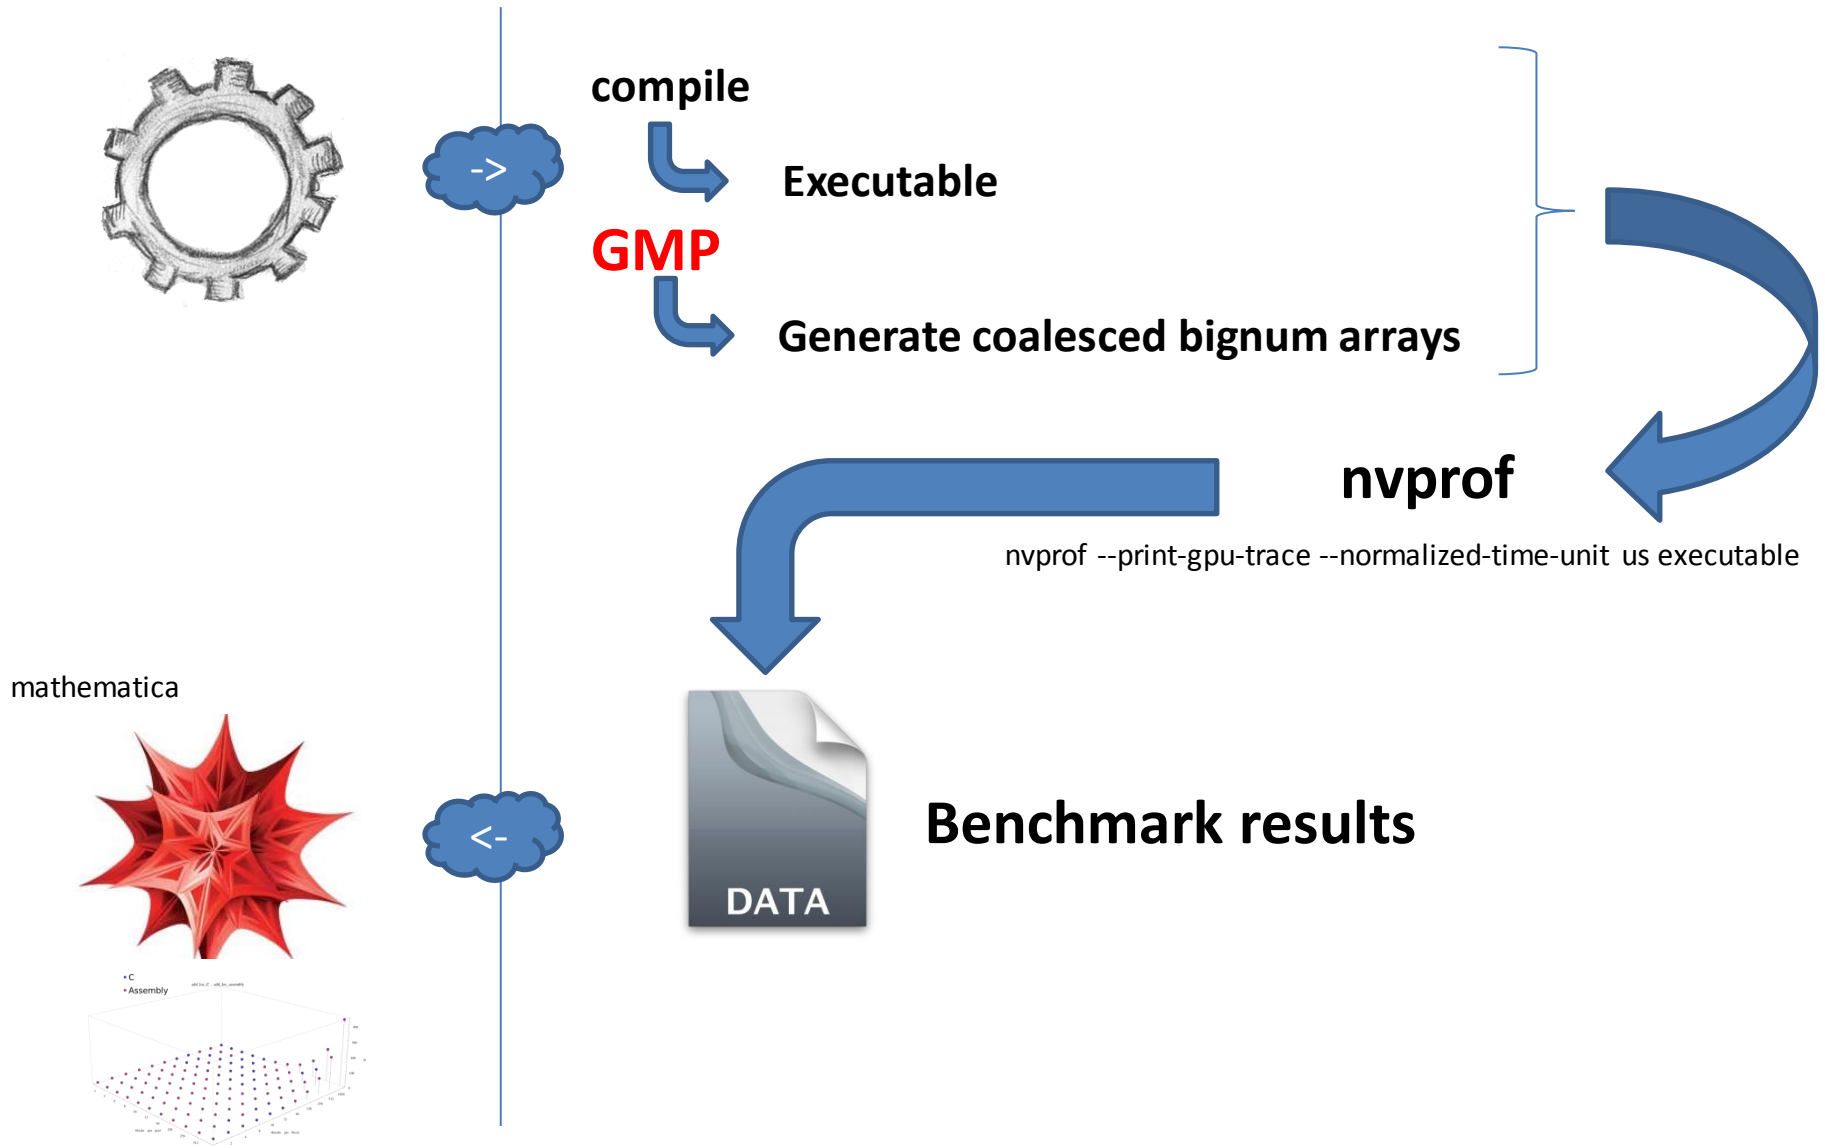 compile
->
Executable
GMP
Generate coalesced bignum arrays
nvprof
nvprof --print-gpu-trace --normalized-time-unit us executable
mathematica
<-
Benchmark results
DATA
C
Assembly